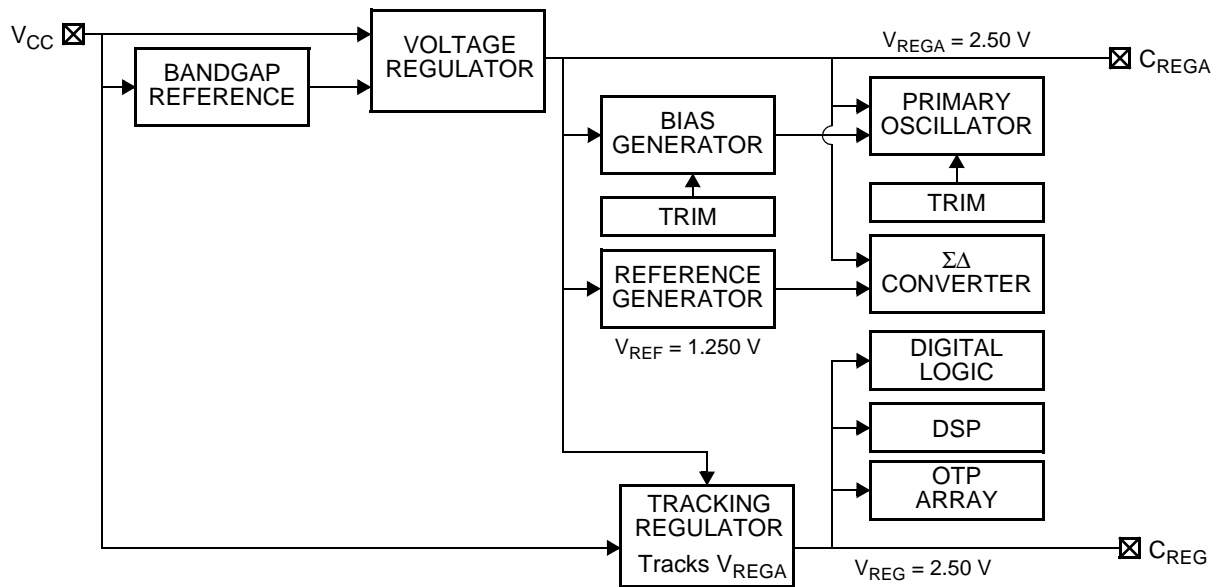 VCC
VOLTAGE
REGULATOR
BANDGAP
REFERENCE
VREGA = 2.50 V
CREGA
BIAS
GENERATOR
PRIMARY
OSCILLATOR
TRIM
TRIM
REFERENCE
GENERATOR
ΣΔ
CONVERTER
VREF = 1.250 V
DIGITAL
LOGIC
DSP
OTP
ARRAY
TRACKING
REGULATOR
Tracks VREGA
VREG = 2.50 V
CREG